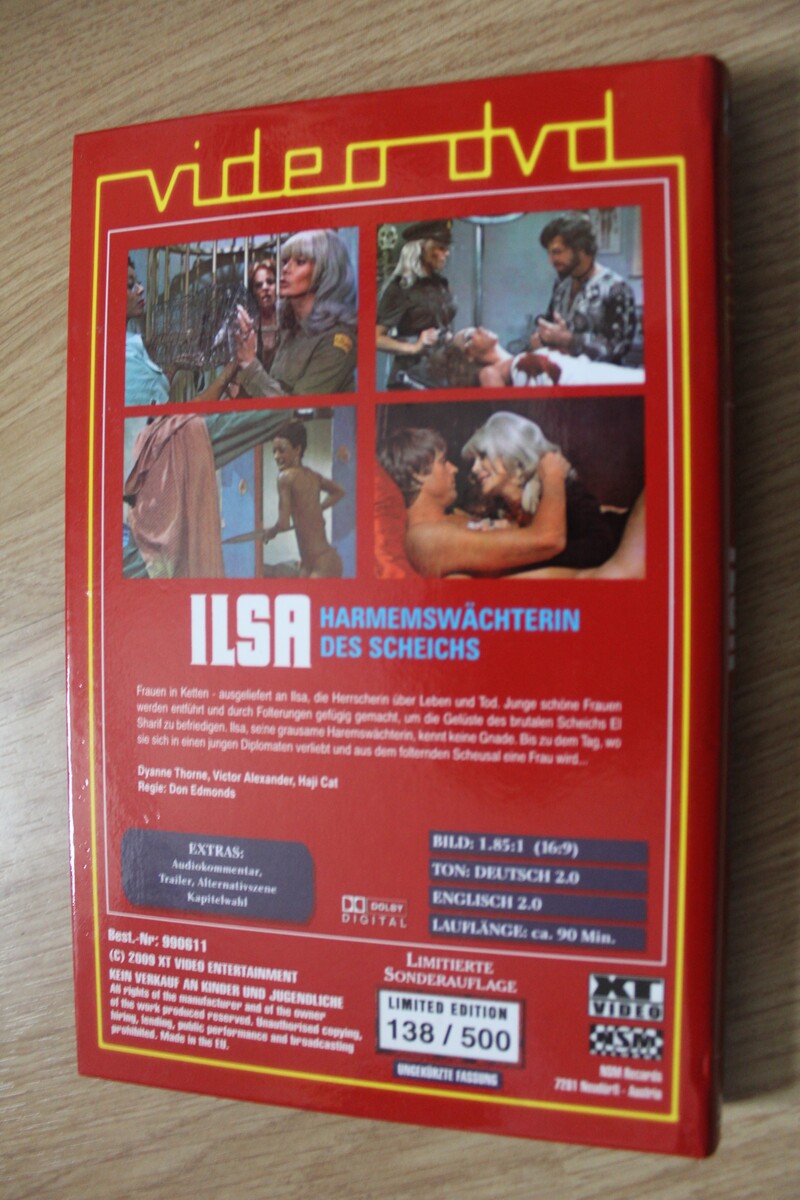 video dvd
ILSA HARMEMSWÄCHTERIN
DES SCHEICHS
Frauen in Ketten - ausgeliefert an Ilsa, die Herrscherin über Leben und Tod. Junge schöne Frauen
werden entführt und durch Folterungen gefügig gemacht, um die Gelüste des brutalen Scheichs El
Sharif zu befriedigen. Ilsa, seine grausame Haremswächterin, kennt keine Gnade. Bis zu dem Tag, wo
sie sich in einen jungen Diplomaten verliebt und aus dem folternden Scheusal eine Frau wird...
Dyanne Thorne, Victor Alexander, Haji Cat
Regie: Don Edmonds
EXTRAS:
Audiokommentar,
Trailer, Alternativszene
Kapitelwahl
DOLBY
DIGITAL
BILD: 1.85:1 (16:9)
TON: DEUTSCH 2.0
ENGLISCH 2.0
LAUFLÄNGE: ca. 90 Min.
Best.-Nr: 990611
(C) 2009 XT VIDEO ENTERTAINMENT
KEIN VERKAUF AN KINDER UND JUGENDLICHE
All rights of the manufacturer and of the owner
of the work produced reserved. Unauthorised copying,
hiring, lending, public performance and broadcasting
prohibited. Made in the EU.
LIMITIERTE
SONDERAUFLAGE
LIMITED EDITION
138 / 500
UNGEKÜRZTE FASSUNG
XT
VIDEO
NSM
RECORDS
NSM Records
7201 Neudörfl - Austria